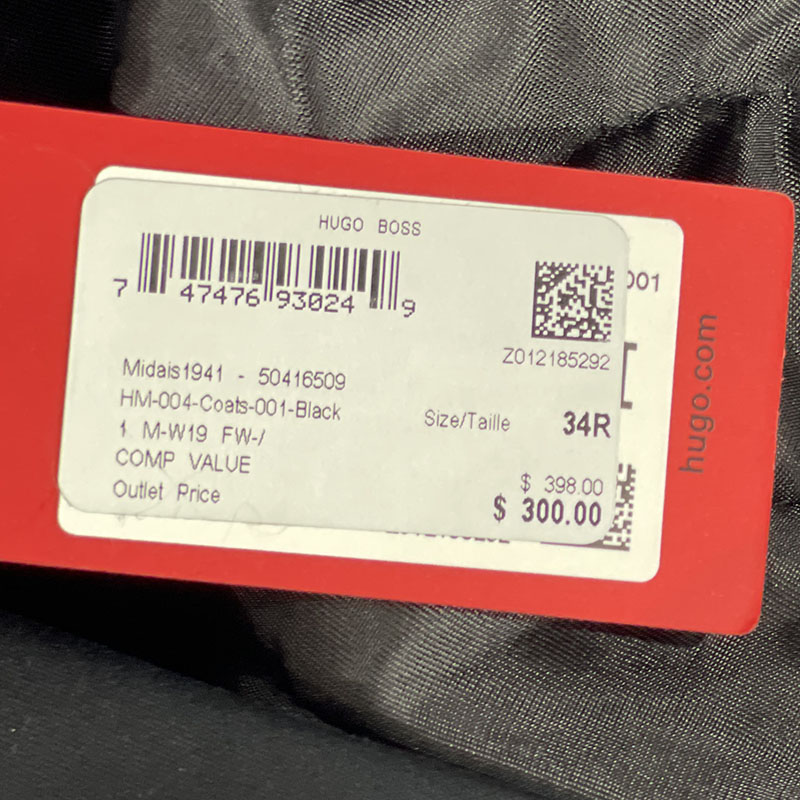 HUGO BOSS
7 47476 93024 9
001
Z012185292
Midais1941 - 50416509
HM-004-Coats-001-Black
Size/Taille 34R
1 M-W19 FW-/
COMP VALUE $ 398.00
Outlet Price $ 300.00
hugo.com